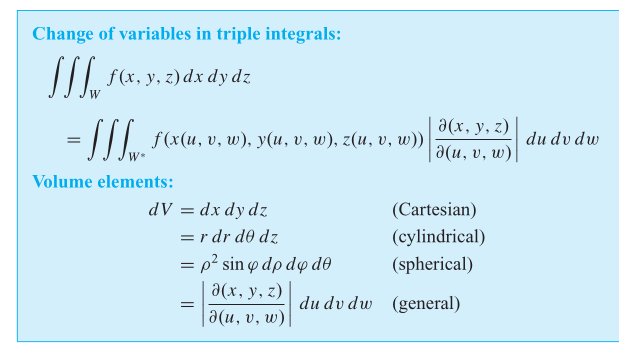 Change of variables in triple integrals:
∭_W f(x, y, z) dx dy dz
= ∭_{W*} f(x(u, v, w), y(u, v, w), z(u, v, w)) |∂(x, y, z)/∂(u, v, w)| du dv dw
Volume elements:
dV = dx dy dz (Cartesian)
= r dr dθ dz (cylindrical)
= ρ² sin φ dρ dφ dθ (spherical)
= |∂(x, y, z)/∂(u, v, w)| du dv dw (general)